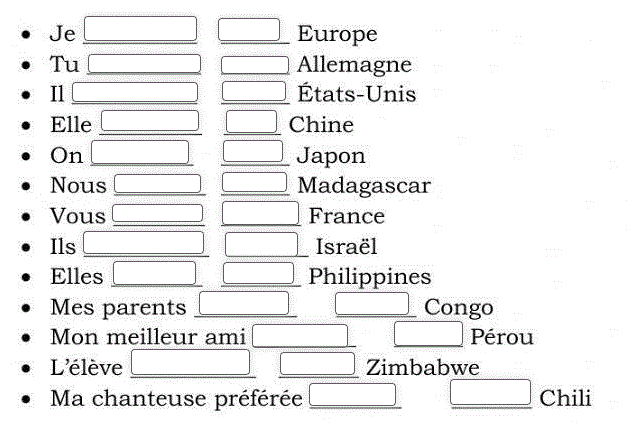 • Je Europe
• Tu Allemagne
• Il États-Unis
• Elle Chine
• On Japon
• Nous Madagascar
• Vous France
• Ils Israël
• Elles Philippines
• Mes parents Congo
• Mon meilleur ami Pérou
• L’élève Zimbabwe
• Ma chanteuse préférée Chili